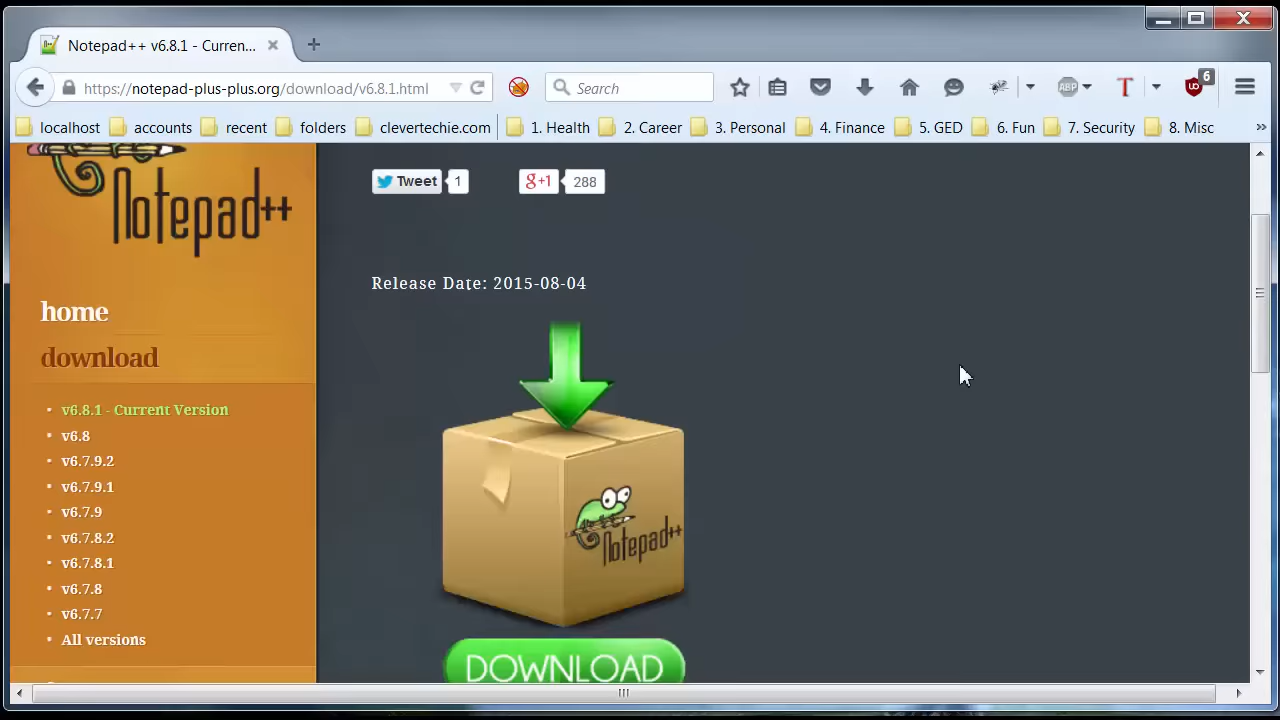 Notepad++ v6.8.1 - Curren...
https://notepad-plus-plus.org/download/v6.8.1.html
Search
ABP
T
6
localhost
accounts
recent
folders
clevertechie.com
1. Health
2. Career
3. Personal
4. Finance
5. GED
6. Fun
7. Security
8. Misc
Notepad++
Tweet
1
g+1
288
Release Date: 2015-08-04
home
download
v6.8.1 - Current Version
v6.8
v6.7.9.2
v6.7.9.1
v6.7.9
v6.7.8.2
v6.7.8.1
v6.7.8
v6.7.7
All versions
Notepad++
DOWNLOAD